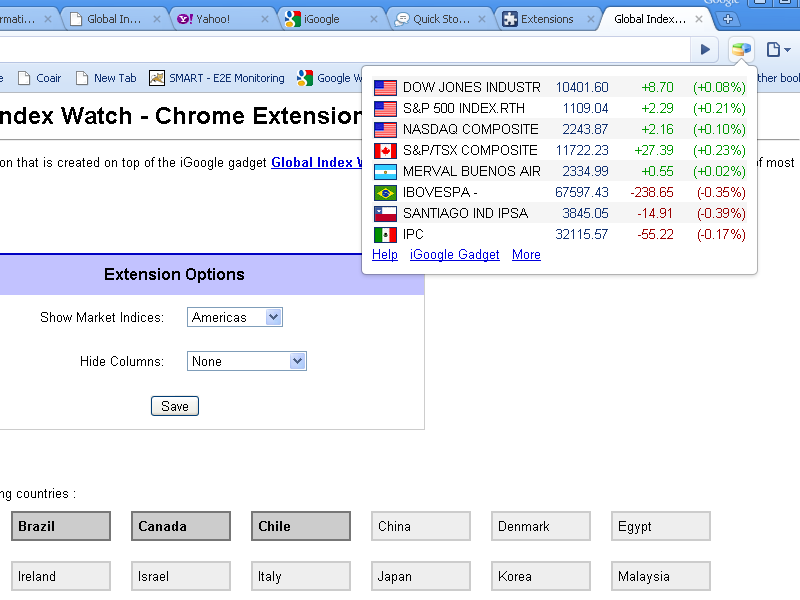 mati... Global In... Yahoo! iGoogle Quick Sto... Extensions Global Index... Google
e Coair New Tab SMART - E2E Monitoring Google W ther book
ndex Watch - Chrome Extension
on that is created on top of the iGoogle gadget Global Index W of most
DOW JONES INDUSTR 10401.60 +8.70 (+0.08%)
S&P 500 INDEX.RTH 1109.04 +2.29 (+0.21%)
NASDAQ COMPOSITE 2243.87 +2.16 (+0.10%)
S&P/TSX COMPOSITE 11722.23 +27.39 (+0.23%)
MERVAL BUENOS AIR 2334.99 +0.55 (+0.02%)
IBOVESPA - 67597.43 -238.65 (-0.35%)
SANTIAGO IND IPSA 3845.05 -14.91 (-0.39%)
IPC 32115.57 -55.22 (-0.17%)
Help iGoogle Gadget More
Extension Options
Show Market Indices: Americas
Hide Columns: None
Save
ng countries :
Brazil Canada Chile China Denmark Egypt
Ireland Israel Italy Japan Korea Malaysia